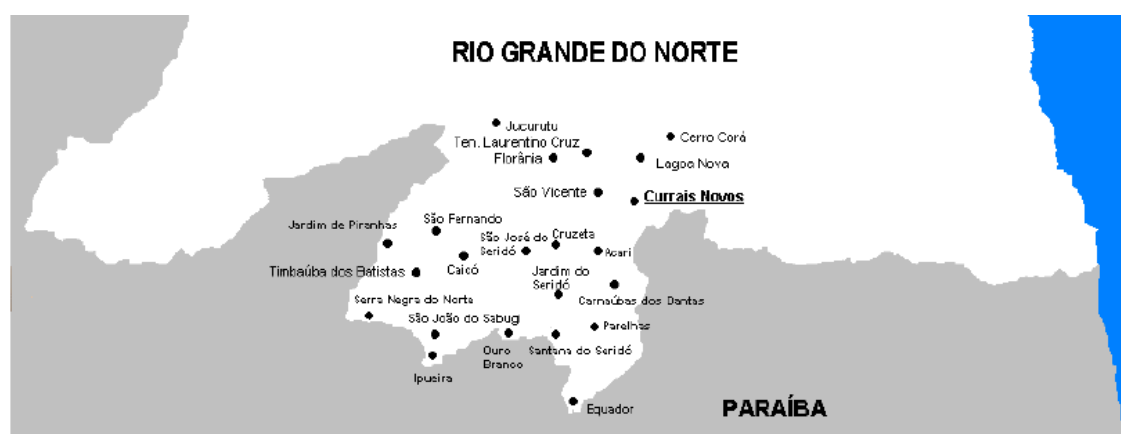 RIO GRANDE DO NORTE
Jucurutu
Cerro Corá
Ten. Laurentino Cruz
Florânia
Lagoa Nova
São Vicente
Currais Novos
São Fernando
Jardim de Piranhas
São José do
Seridó
Cruzeta
Acari
Caicó
Timbaúba dos Batistas
Jardim do
Seridó
Carnaúbas dos Dantas
Serra Negra do Norte
São João do Sabugi
Parelhas
Ouro
Branco
Santana do Seridó
Ipueira
Equador
PARAÍBA